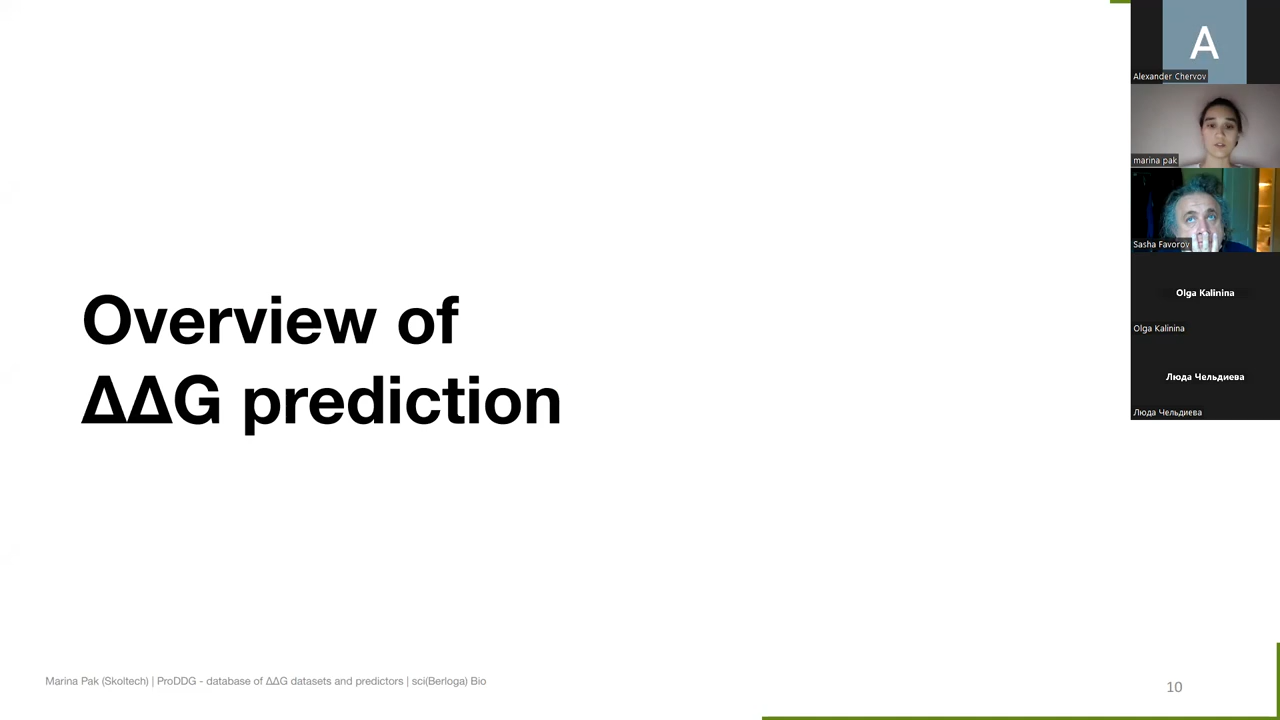 Overview of
ΔΔG prediction
Marina Pak (Skoltech) | ProDDG - database of ΔΔG datasets and predictors | sci(Berloga) Bio
10
A
Alexander Chervov
marina pak
Sasha Favorov
Olga Kalinina
Olga Kalinina
Люда Чельдиева
Люда Чельдиева